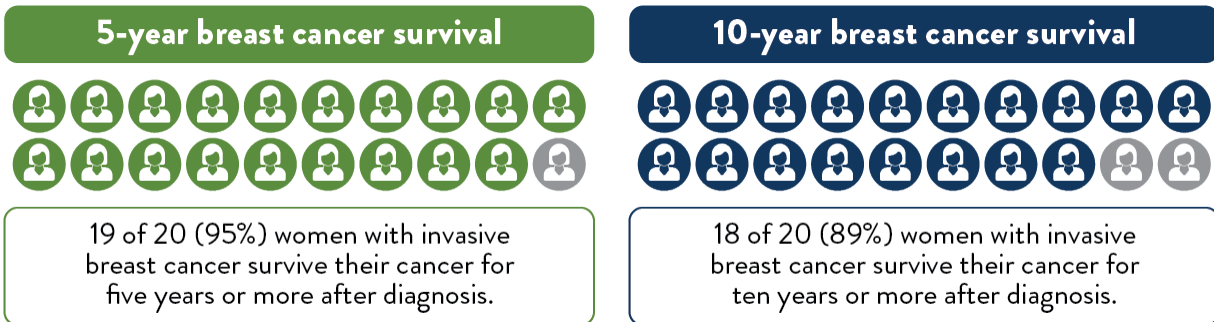 5-year breast cancer survival
19 of 20 (95%) women with invasive
breast cancer survive their cancer for
five years or more after diagnosis.
10-year breast cancer survival
18 of 20 (89%) women with invasive
breast cancer survive their cancer for
ten years or more after diagnosis.